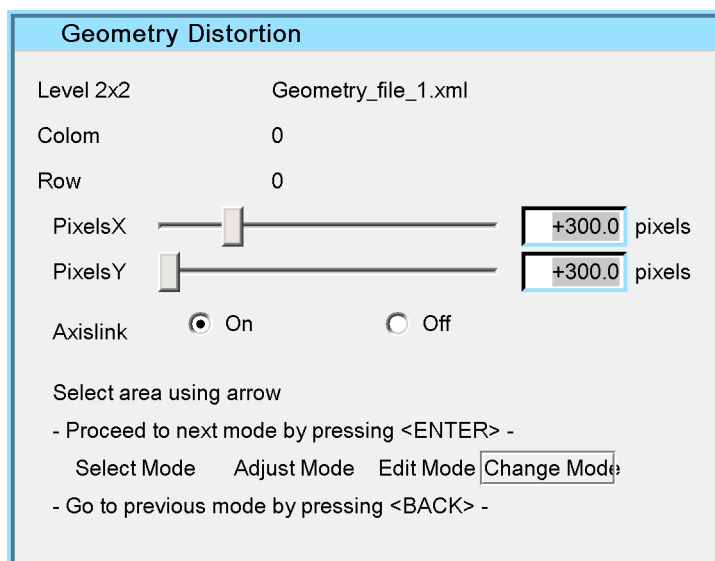 Geometry Distortion
Level 2x2 Geometry_file_1.xml
Colom 0
Row 0
PixelsX +300.0 pixels
PixelsY +300.0 pixels
Axislink On Off
Select area using arrow
- Proceed to next mode by pressing <ENTER> -
Select Mode Adjust Mode Edit Mode Change Mode
- Go to previous mode by pressing <BACK> -